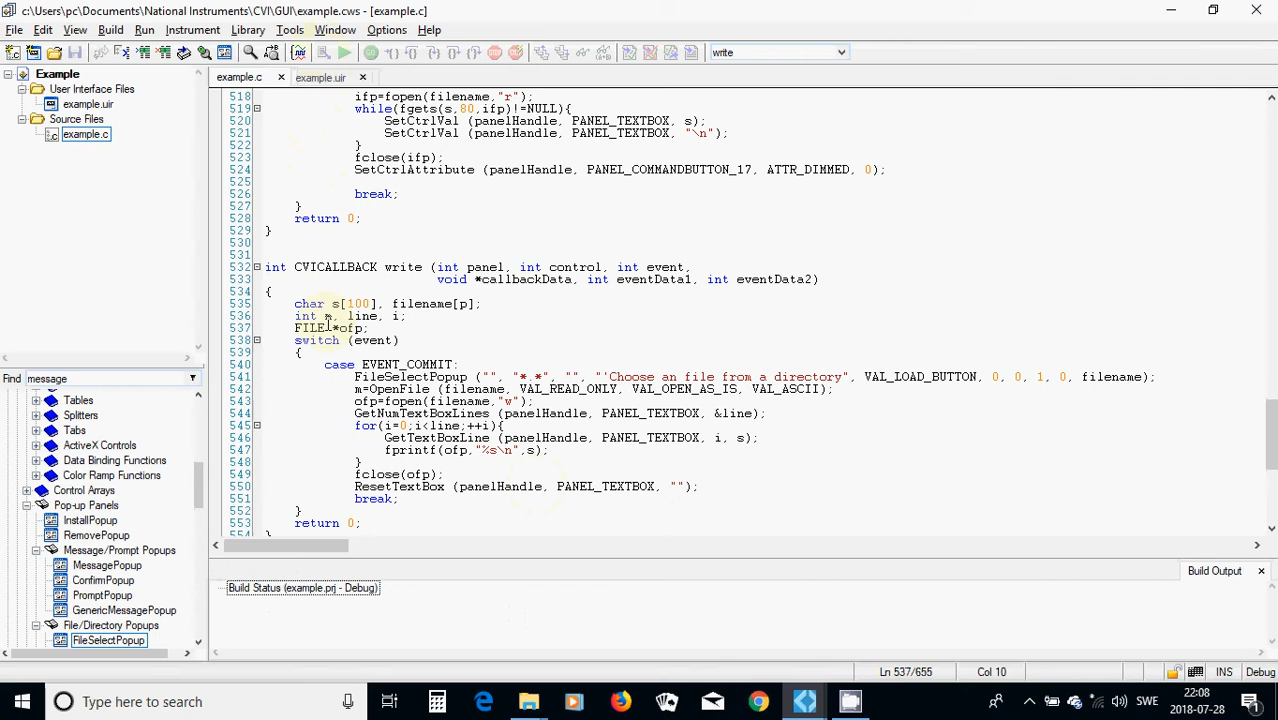 c:\Users\pc\Documents\National Instruments\CVI\GUI\example.cws - [example.c]
File Edit View Build Run Instrument Library Tools Window Options Help
write
Example
User Interface Files
example.uir
Source Files
example.c
example.c example.uir
518 ifp=fopen(filename,"r");
519 while(fgets(s,80,ifp)!=NULL){
520 SetCtrlVal (panelHandle, PANEL_TEXTBOX, s);
521 SetCtrlVal (panelHandle, PANEL_TEXTBOX, "\n");
522 }
523 fclose(ifp);
524 SetCtrlAttribute (panelHandle, PANEL_COMMANDBUTTON_17, ATTR_DIMMED, 0);
525
526 break;
527 }
528 return 0;
529 }
530
531
532 int CVICALLBACK write (int panel, int control, int event,
533 void *callbackData, int eventData1, int eventData2)
534 {
535 char s[100], filename[p];
536 int m, line, i;
537 FILE *ofp;
538 switch (event)
539 {
540 case EVENT_COMMIT:
541 FileSelectPopup ("", "*.*", "", "'Choose an file from a directory", VAL_LOAD_BUTTON, 0, 0, 1, 0, filename);
542 m=OpenFile (filename, VAL_READ_ONLY, VAL_OPEN_AS_IS, VAL_ASCII);
543 ofp=fopen(filename,"w");
544 GetNumTextBoxLines (panelHandle, PANEL_TEXTBOX, &line);
545 for(i=0;i<line;++i){
546 GetTextBoxLine (panelHandle, PANEL_TEXTBOX, i, s);
547 fprintf(ofp,"%s\n",s);
548 }
549 fclose(ofp);
550 ResetTextBox (panelHandle, PANEL_TEXTBOX, "");
551 break;
552 }
553 return 0;
554 }
Find message
Tables
Splitters
Tabs
ActiveX Controls
Data Binding Functions
Color Ramp Functions
Control Arrays
Pop-up Panels
InstallPopup
RemovePopup
Message/Prompt Popups
MessagePopup
ConfirmPopup
PromptPopup
GenericMessagePopup
File/Directory Popups
FileSelectPopup
Build Output
Build Status (example.prj - Debug)
Ln 537/655 Col 10 INS Debug
Type here to search
SWE
22:08
2018-07-28